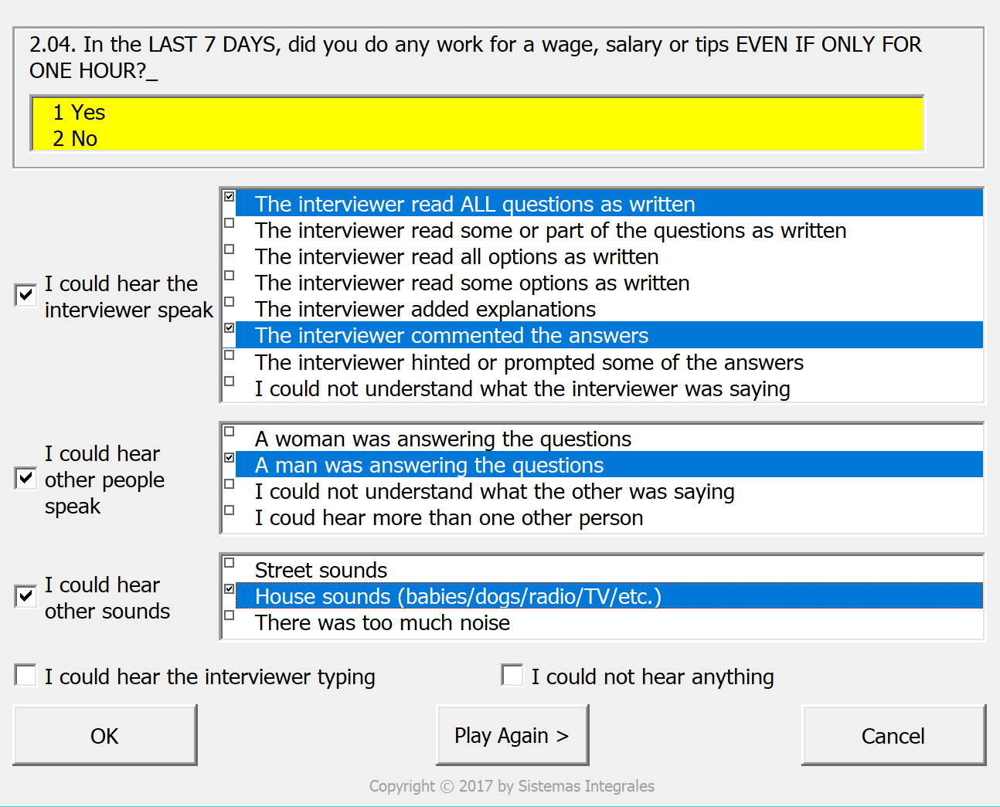 2.04. In the LAST 7 DAYS, did you do any work for a wage, salary or tips EVEN IF ONLY FOR
ONE HOUR?_
1 Yes
2 No
I could hear the
interviewer speak
The interviewer read ALL questions as written
The interviewer read some or part of the questions as written
The interviewer read all options as written
The interviewer read some options as written
The interviewer added explanations
The interviewer commented the answers
The interviewer hinted or prompted some of the answers
I could not understand what the interviewer was saying
I could hear
other people
speak
A woman was answering the questions
A man was answering the questions
I could not understand what the other was saying
I coud hear more than one other person
I could hear
other sounds
Street sounds
House sounds (babies/dogs/radio/TV/etc.)
There was too much noise
I could hear the interviewer typing
I could not hear anything
OK
Play Again >
Cancel
Copyright © 2017 by Sistemas Integrales